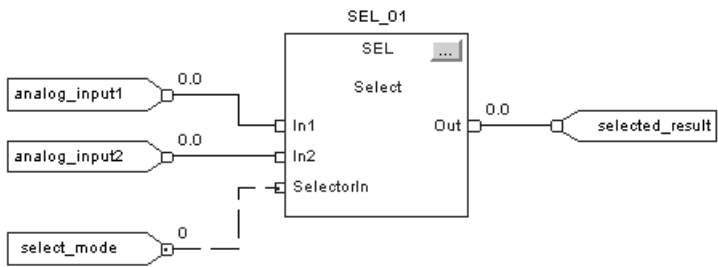 SEL_01
SEL
...
Select
analog_input1
0.0
In1
Out
0.0
selected_result
analog_input2
0.0
In2
SelectorIn
select_mode
0